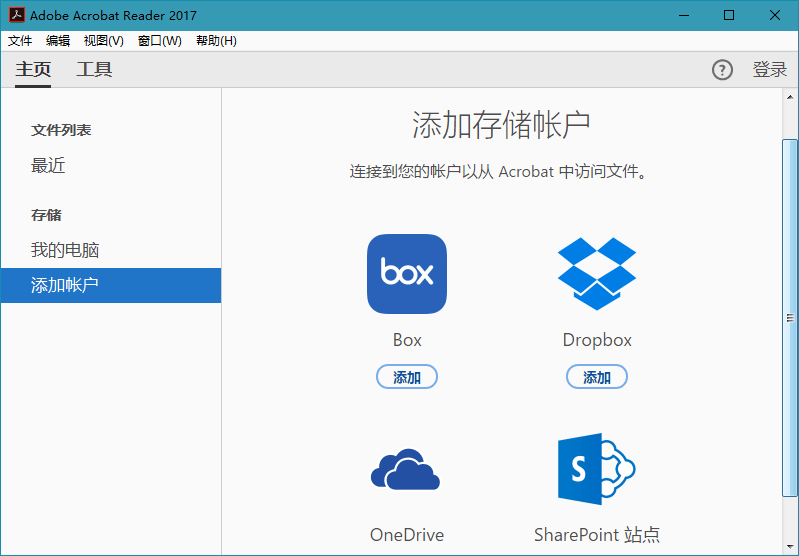 Adobe Acrobat Reader 2017
文件 编辑 视图(V) 窗口(W) 帮助(H)
主页 工具 ? 登录
文件列表
最近
存储
我的电脑
添加帐户
添加存储帐户
连接到您的帐户以从 Acrobat 中访问文件。
box
Box Dropbox
添加 添加
S
OneDrive SharePoint 站点